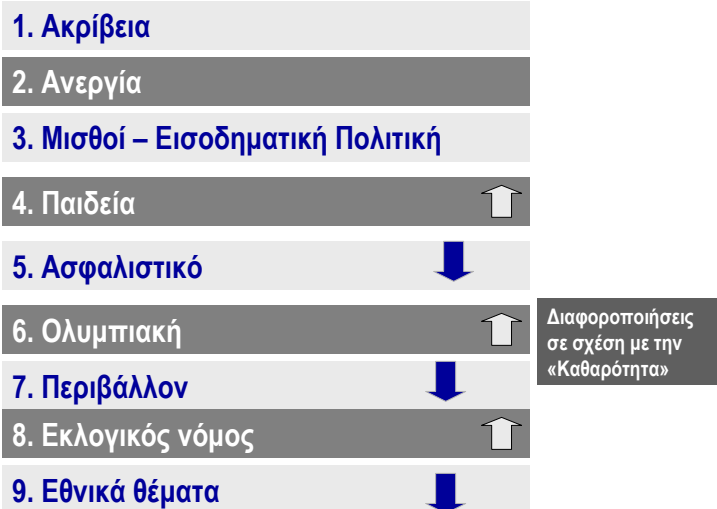 1. Ακρίβεια
2. Ανεργία
3. Μισθοί – Εισοδηματική Πολιτική
4. Παιδεία
5. Ασφαλιστικό
6. Ολυμπιακή
Διαφοροποιήσεις
σε σχέση με την
«Καθαρότητα»
7. Περιβάλλον
8. Εκλογικός νόμος
9. Εθνικά θέματα